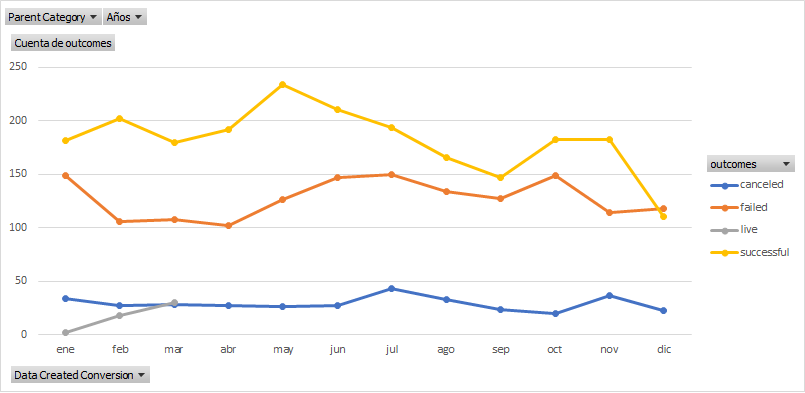 Parent Category Años
Cuenta de outcomes
250
200
150
100
50
0
ene feb mar abr may jun jul ago sep oct nov dic
outcomes
canceled
failed
live
successful
Data Created Conversion